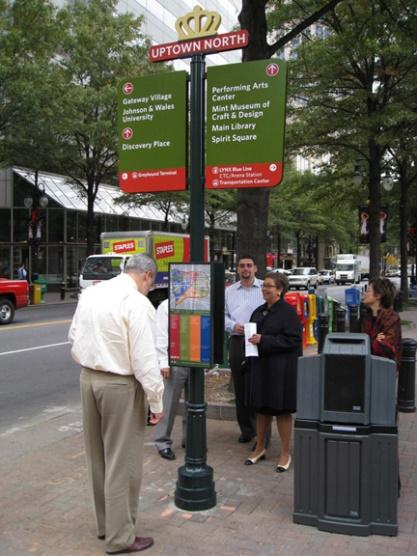 UPTOWN NORTH
Gateway Village
Johnson & Wales
University
Discovery Place
Greyhound Terminal
Performing Arts
Center
Mint Museum of
Craft & Design
Main Library
Spirit Square
LYNX Blue Line
CTC/Arena Station
Transportation Center
STAPLES
STAPLES